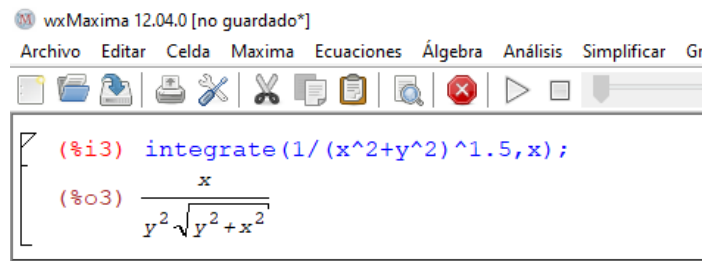 wxMaxima 12.04.0 [no guardado*]
Archivo Editar Celda Maxima Ecuaciones Álgebra Análisis Simplificar Gr
(%i3) integrate(1/(x^2+y^2)^1.5,x);
(%o3) x
y² √ y² + x²